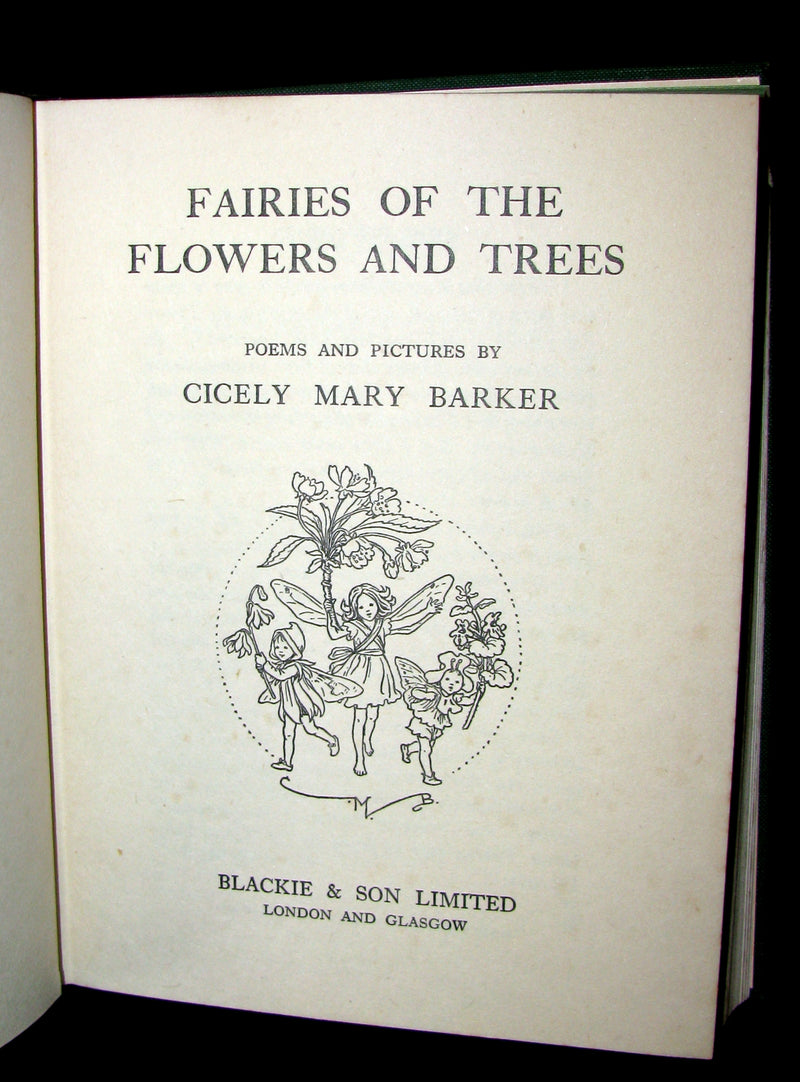 FAIRIES OF THE
FLOWERS AND TREES
POEMS AND PICTURES BY
CICELY MARY BARKER
C M B.
BLACKIE & SON LIMITED
LONDON AND GLASGOW